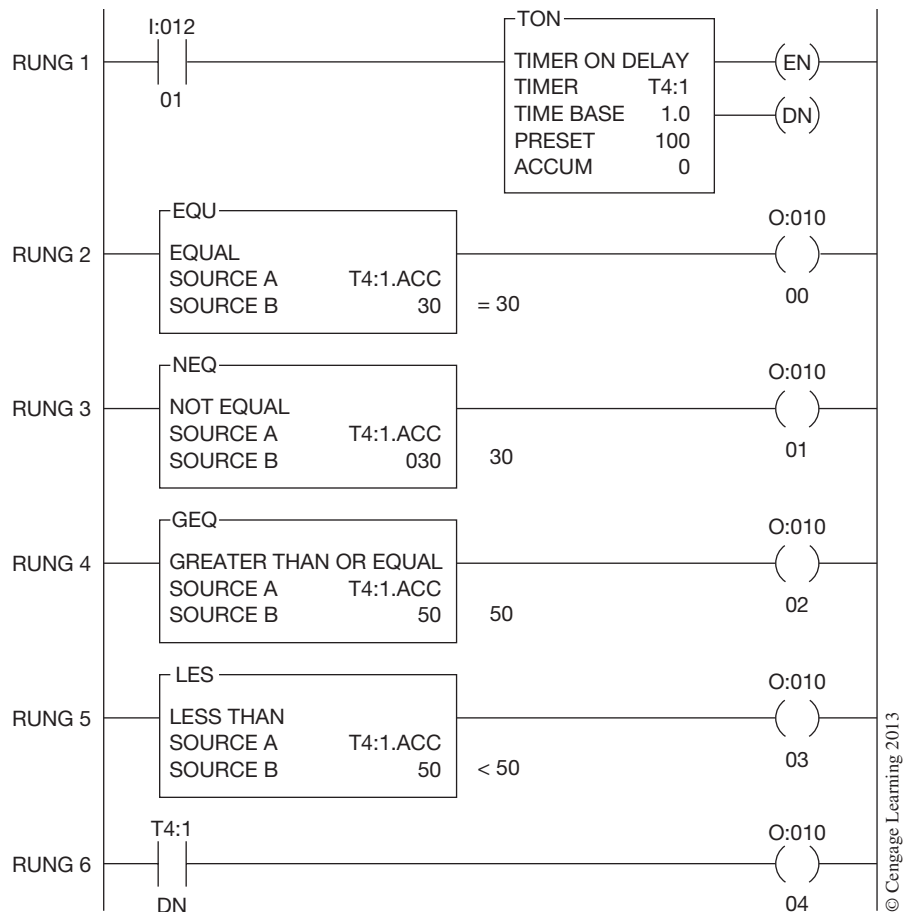 I:012
RUNG 1
01
TON
TIMER ON DELAY
TIMER T4:1
TIME BASE 1.0
PRESET 100
ACCUM 0
EN
DN
RUNG 2
EQU
EQUAL
SOURCE A T4:1.ACC
SOURCE B 30
= 30
O:010
00
RUNG 3
NEQ
NOT EQUAL
SOURCE A T4:1.ACC
SOURCE B 030
30
O:010
01
RUNG 4
GEQ
GREATER THAN OR EQUAL
SOURCE A T4:1.ACC
SOURCE B 50
50
O:010
02
RUNG 5
LES
LESS THAN
SOURCE A T4:1.ACC
SOURCE B 50
< 50
O:010
03
RUNG 6
T4:1
DN
O:010
04
© Cengage Learning 2013